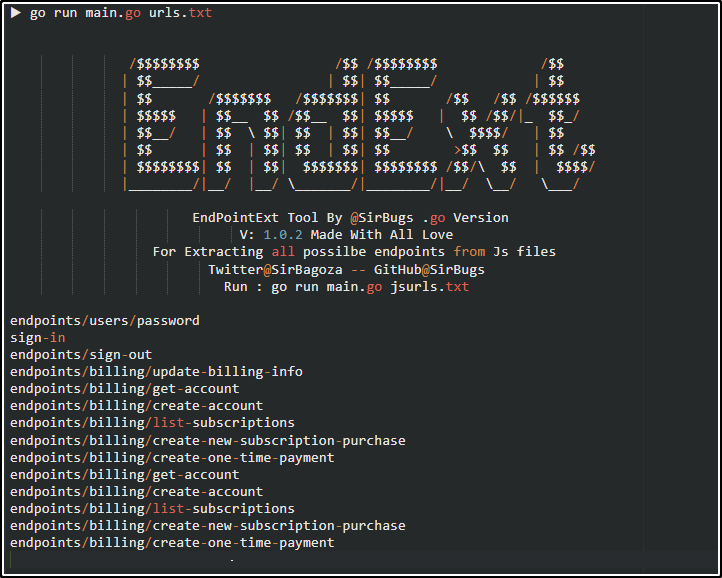 ► go run main.go urls.txt
 /$$$$$$$$                 /$$ /$$$$$$$$             /$$
| $$_____/                | $$| $$_____/            | $$
| $$       /$$$$$$$   /$$$$$$$| $$       /$$   /$$ /$$$$$$
| $$$$$   | $$__  $$ /$$__  $$| $$$$$   |  $$ /$$/|_  $$_/
| $$__/   | $$  \ $$| $$  | $$| $$__/    \  $$$$/   | $$
| $$      | $$  | $$| $$  | $$| $$        >$$  $$   | $$ /$$
| $$$$$$$$| $$  | $$|  $$$$$$$| $$$$$$$$ /$$/\  $$  |  $$$$/
|________/|__/  |__/ \_______/|________/|__/  \__/   \___/
EndPointExt Tool By @SirBugs .go Version
V: 1.0.2 Made With All Love
For Extracting all possilbe endpoints from Js files
Twitter@SirBagoza -- GitHub@SirBugs
Run : go run main.go jsurls.txt
endpoints/users/password
sign-in
endpoints/sign-out
endpoints/billing/update-billing-info
endpoints/billing/get-account
endpoints/billing/create-account
endpoints/billing/list-subscriptions
endpoints/billing/create-new-subscription-purchase
endpoints/billing/create-one-time-payment
endpoints/billing/get-account
endpoints/billing/create-account
endpoints/billing/list-subscriptions
endpoints/billing/create-new-subscription-purchase
endpoints/billing/create-one-time-payment